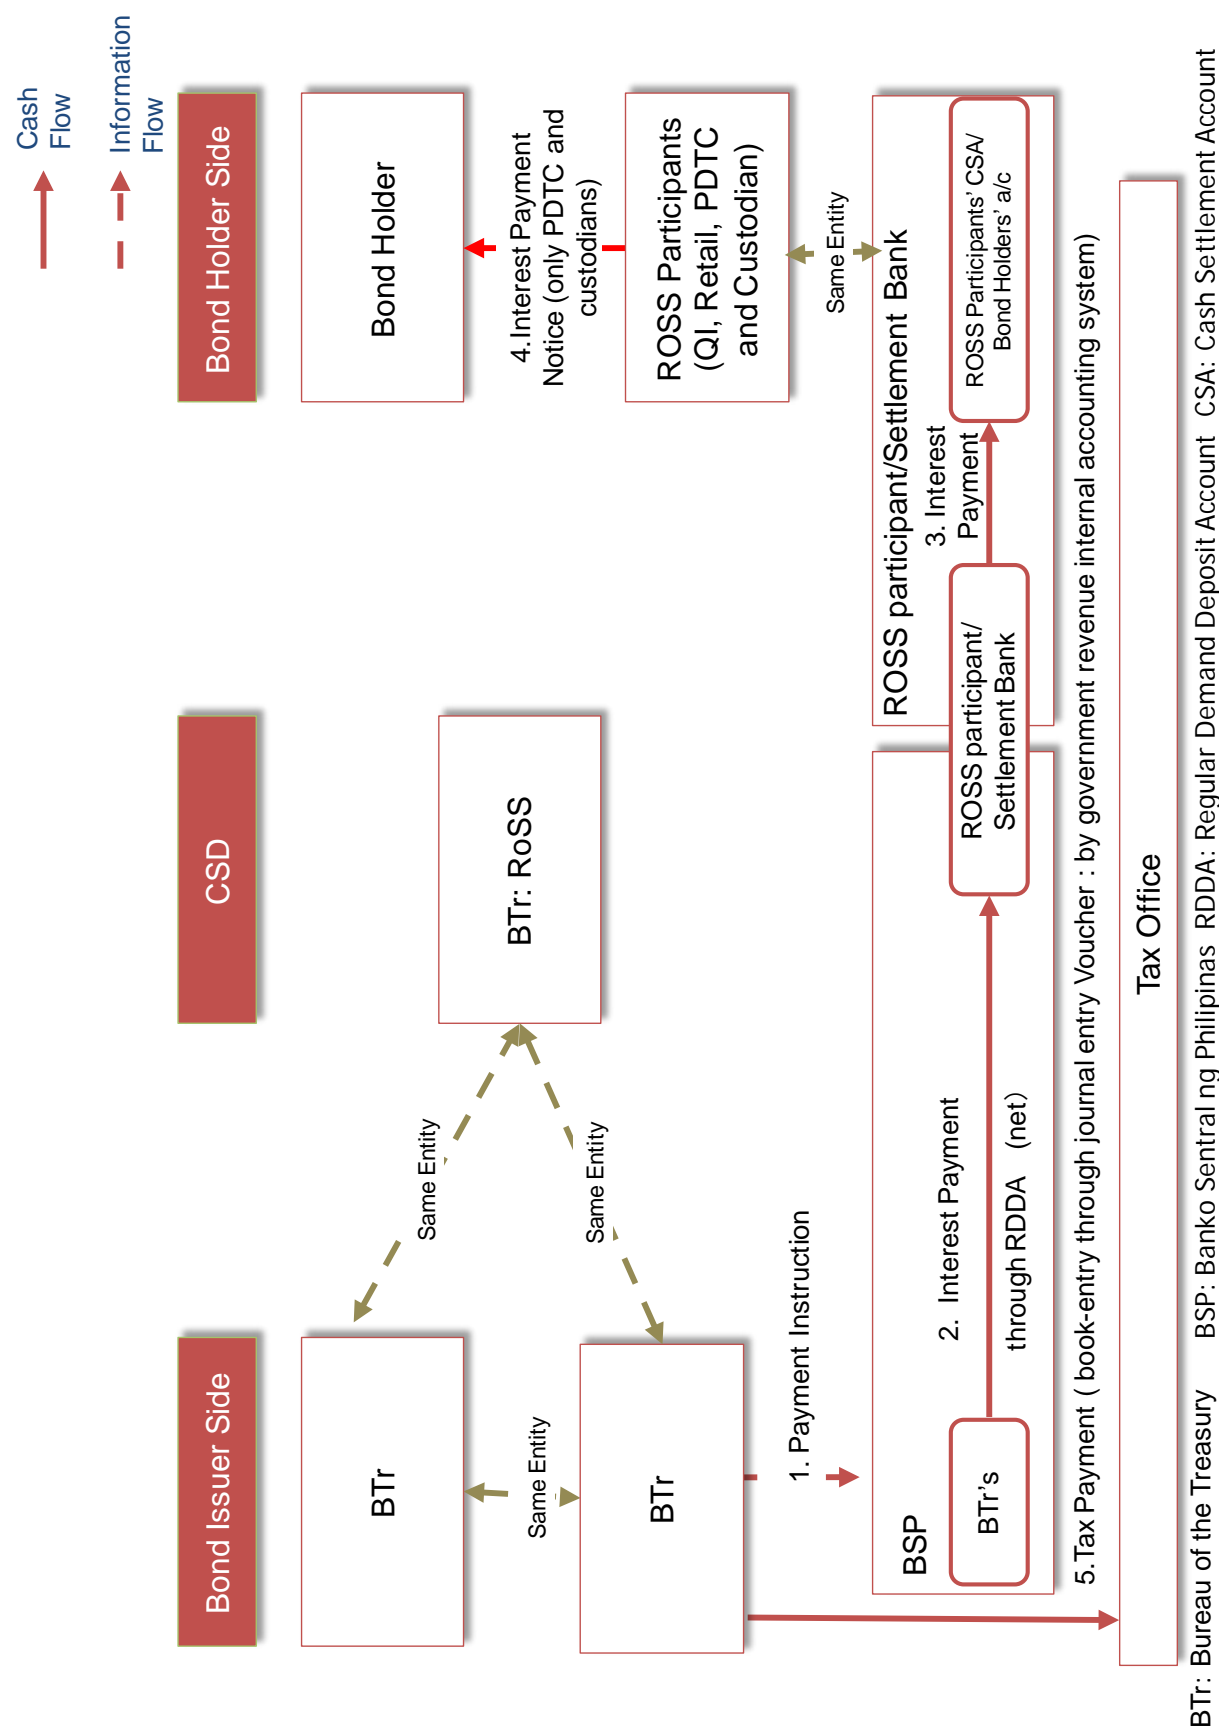 Cash
Flow
Information
Flow
Bond Issuer Side
CSD
Bond Holder Side
BTr
Bond Holder
Same Entity
Same Entity
BTr: RoSS
4.Interest Payment
Notice (only PDTC and
custodians)
Same Entity
BTr
ROSS Participants
(QI, Retail, PDTC
and Custodian)
1. Payment Instruction
Same Entity
BSP
ROSS participant/Settlement Bank
2. Interest Payment
through RDDA (net)
3. Interest
Payment
BTr's
ROSS participant/
Settlement Bank
ROSS Participants' CSA/
Bond Holders' a/c
5.Tax Payment ( book-entry through journal entry Voucher : by government revenue internal accounting system)
Tax Office
BTr: Bureau of the Treasury BSP: Banko Sentral ng Philipinas RDDA: Regular Demand Deposit Account CSA: Cash Settlement Account